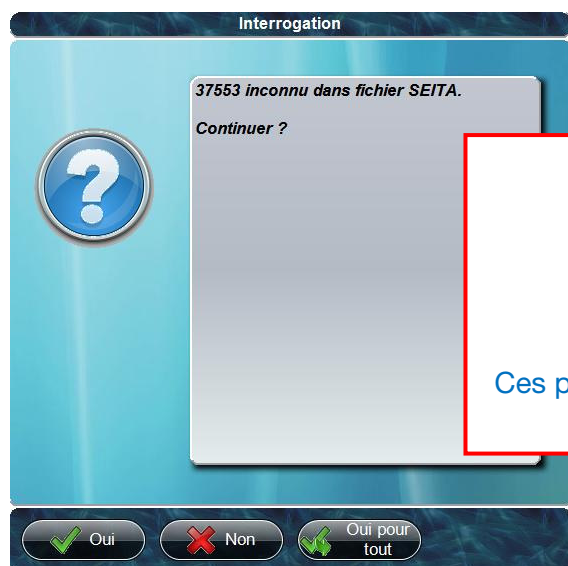 Interrogation
37553 inconnu dans fichier SEITA.
Continuer ?
Ces p
Oui
Non
Oui pour
tout